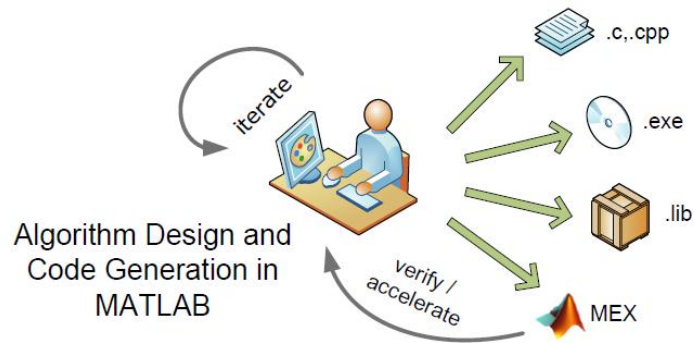 iterate
.c,.cpp
.exe
.lib
MEX
verify /
accelerate
Algorithm Design and
Code Generation in
MATLAB